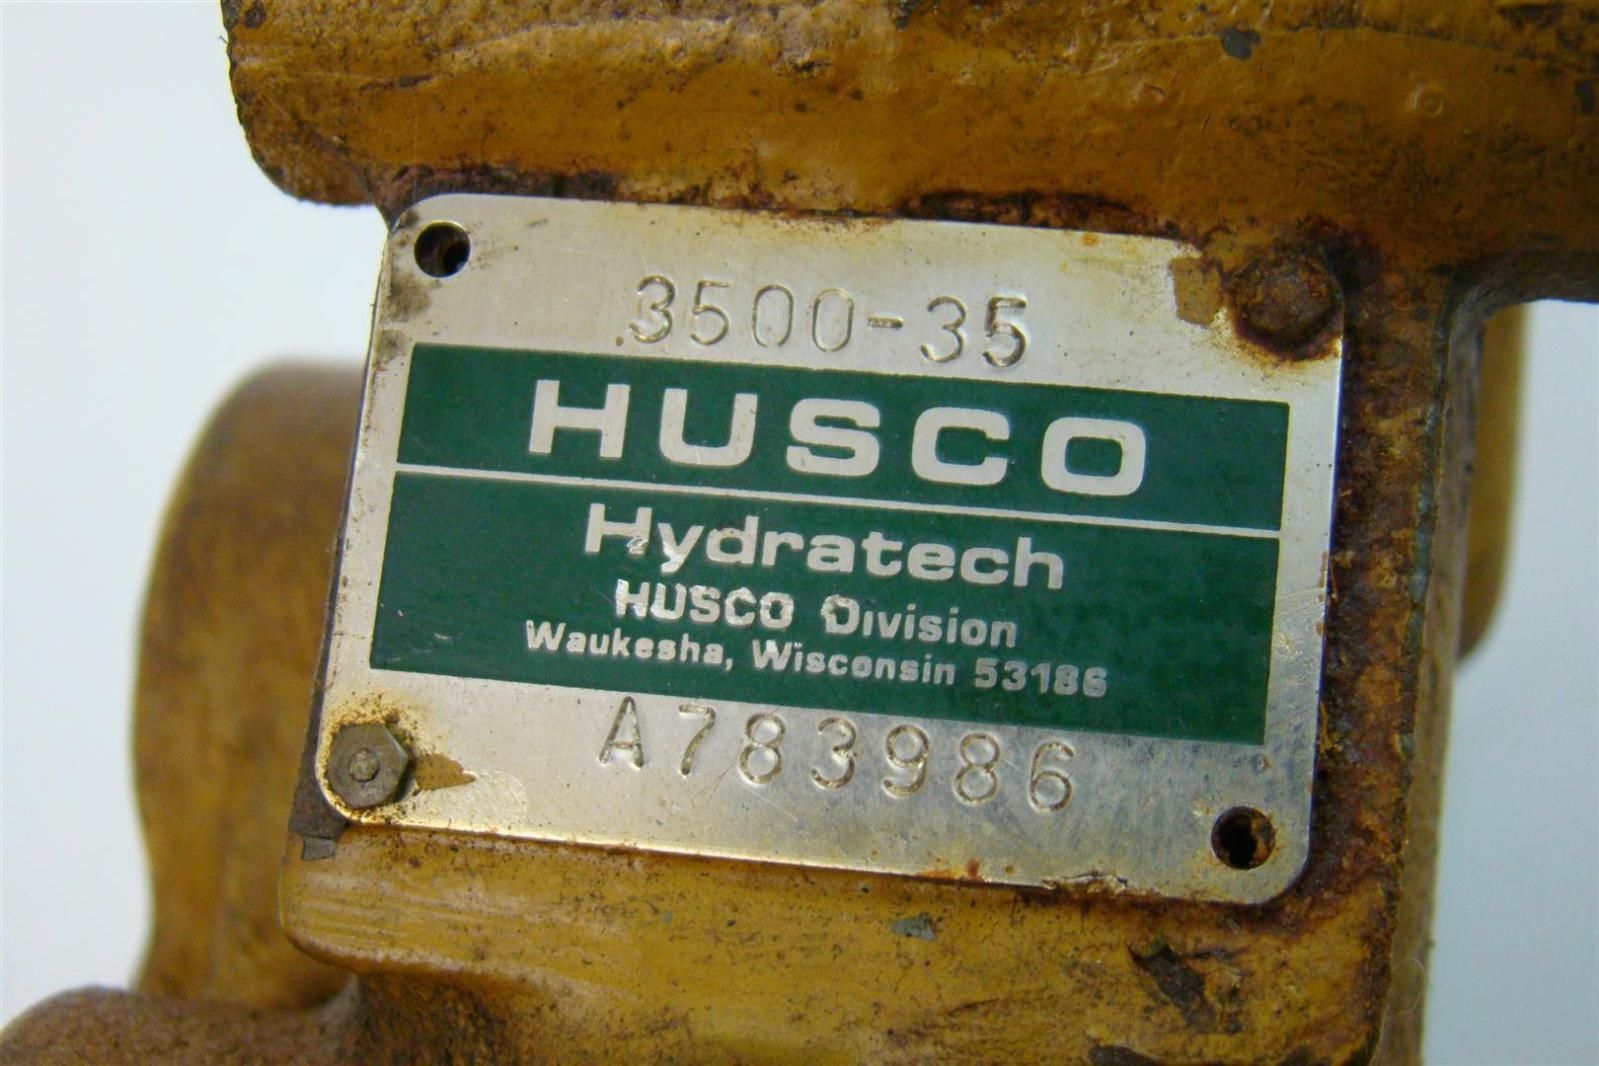 3500-35
HUSCO
Hydratech
HUSCO Division
Waukesha, Wisconsin 53186
A783986